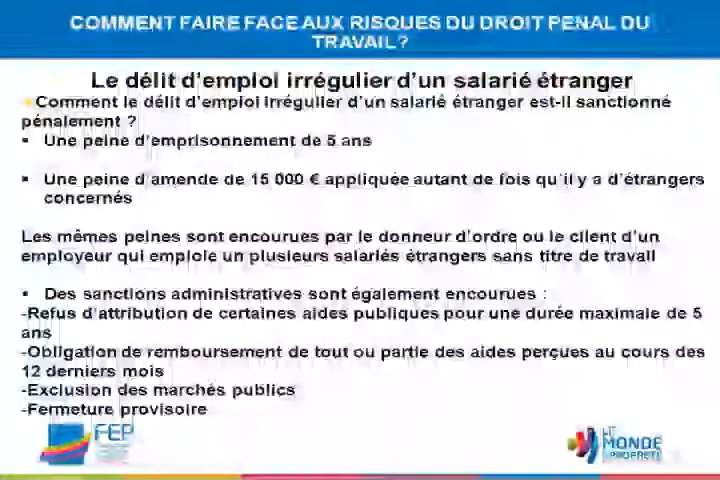 COMMENT FAIRE FACE AUX RISQUES DU DROIT PENAL DU
TRAVAIL?
Le délit d'emploi irrégulier d'un salarié étranger
Comment le délit d'emploi irrégulier d'un salarié étranger est-il sanctionné
pénalement ?
▪ Une peine d'emprisonnement de 5 ans
▪ Une peine d'amende de 15 000 € appliquée autant de fois qu'il y a d'étrangers
concernés
Les mêmes peines sont encourues par le donneur d'ordre ou le client d'un
employeur qui emploie un plusieurs salariés étrangers sans titre de travail
▪ Des sanctions administratives sont également encourues :
-Refus d'attribution de certaines aides publiques pour une durée maximale de 5
ans
-Obligation de remboursement de tout ou partie des aides perçues au cours des
12 derniers mois
-Exclusion des marchés publics
-Fermeture provisoire
FEP
LE
MONDE
PROPRETÉ